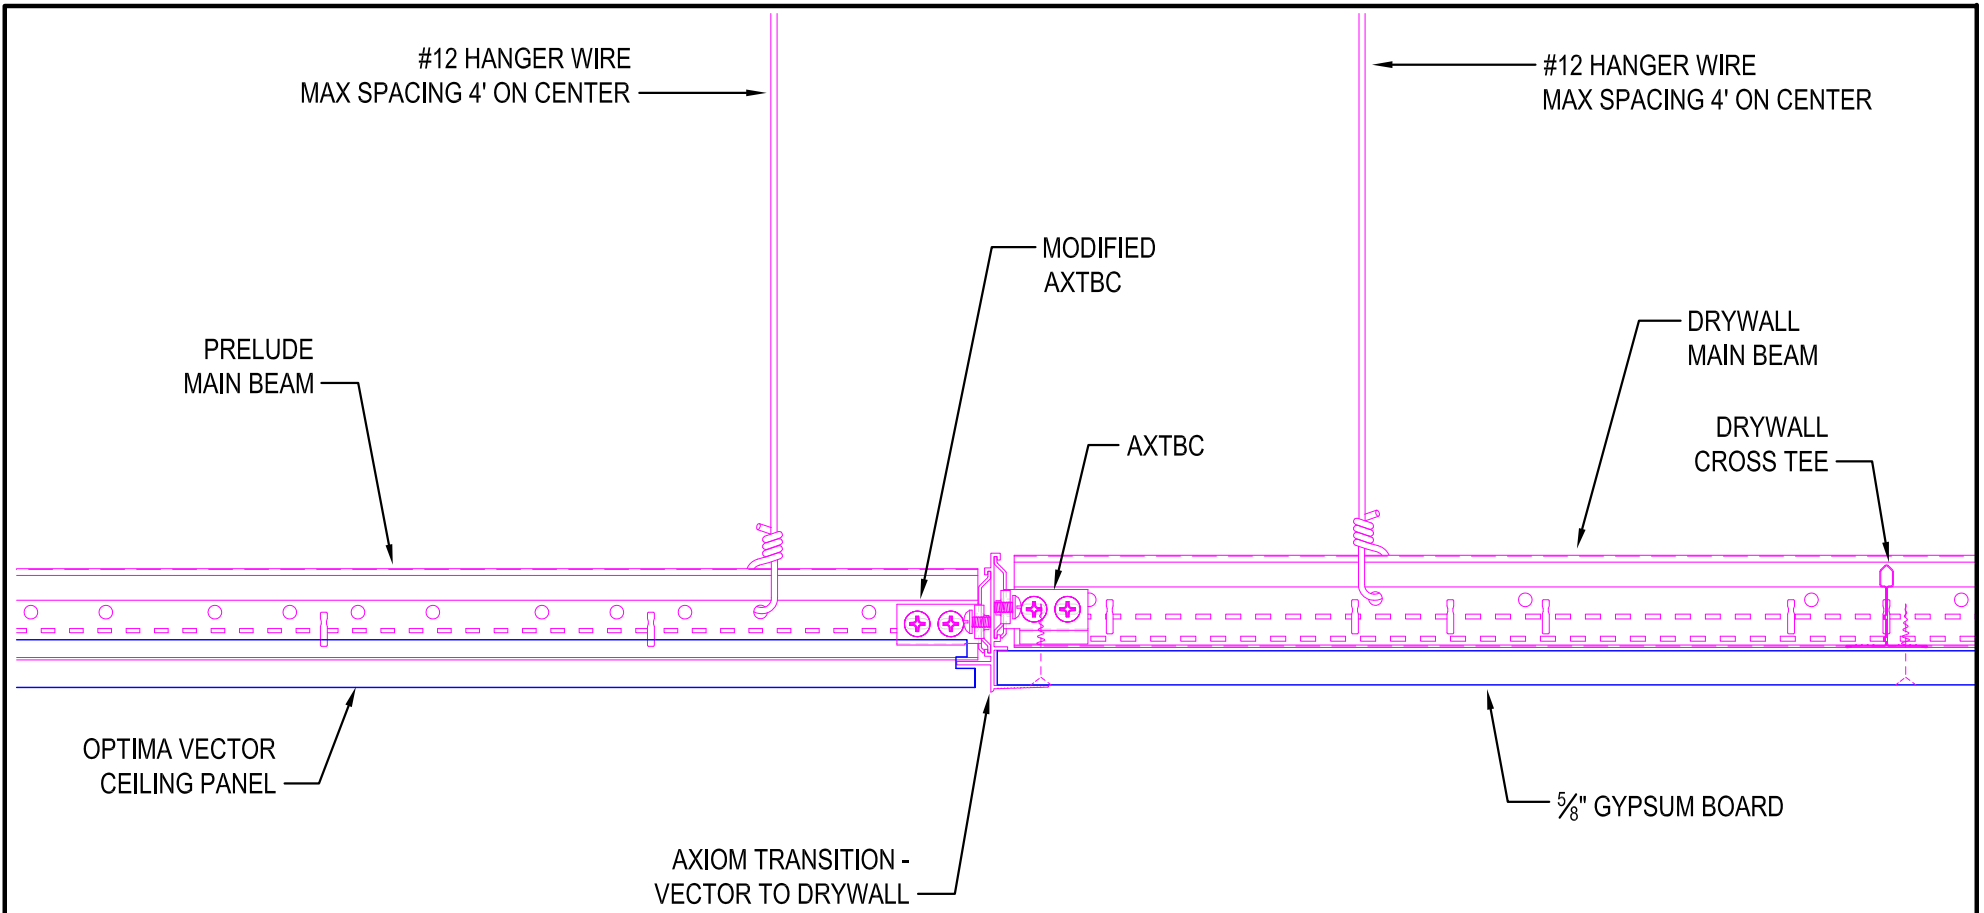 #12 HANGER WIRE
MAX SPACING 4' ON CENTER
#12 HANGER WIRE
MAX SPACING 4' ON CENTER
MODIFIED
AXTBC
PRELUDE
MAIN BEAM
DRYWALL
MAIN BEAM
AXTBC
DRYWALL
CROSS TEE
OPTIMA VECTOR
CEILING PANEL
5/8" GYPSUM BOARD
AXIOM TRANSITION -
VECTOR TO DRYWALL